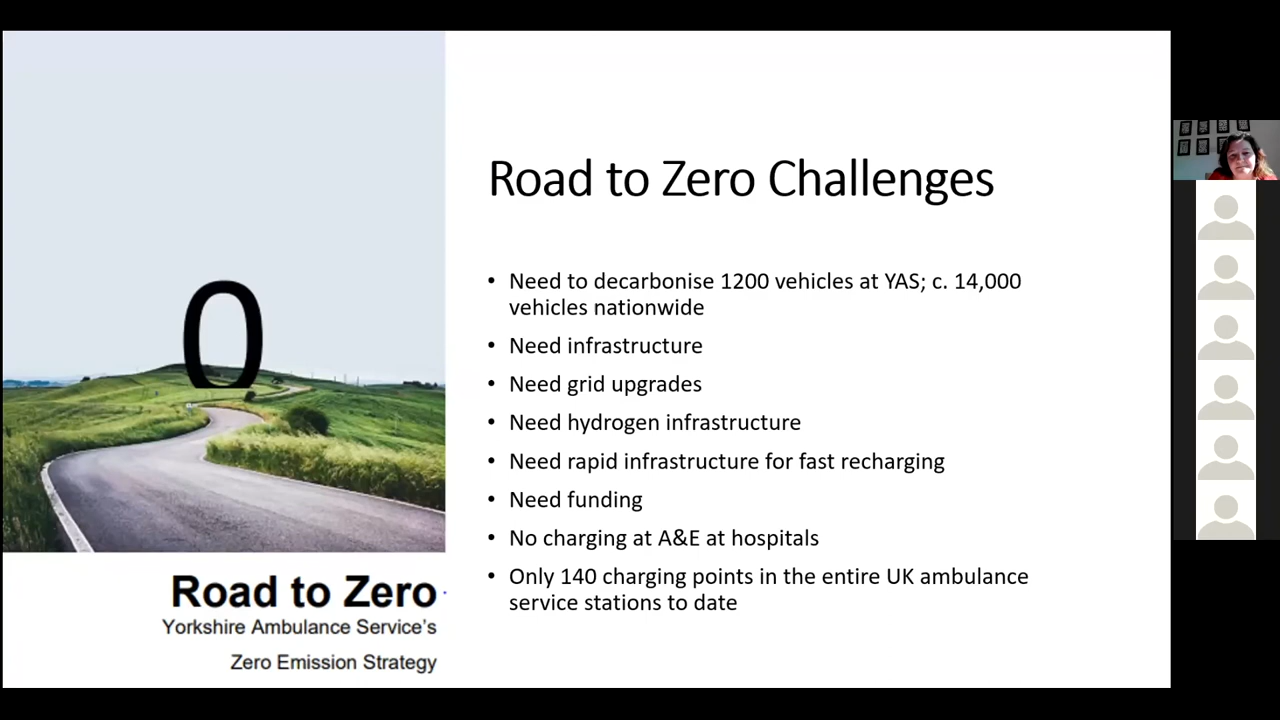 0
Road to Zero
Yorkshire Ambulance Service's
Zero Emission Strategy
Road to Zero Challenges
• Need to decarbonise 1200 vehicles at YAS; c. 14,000
vehicles nationwide
• Need infrastructure
• Need grid upgrades
• Need hydrogen infrastructure
• Need rapid infrastructure for fast recharging
• Need funding
• No charging at A&E at hospitals
• Only 140 charging points in the entire UK ambulance
service stations to date